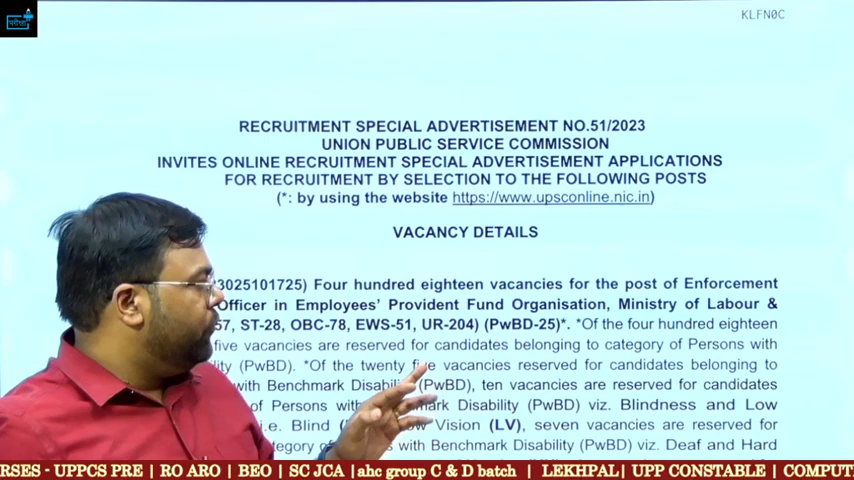 परीक्षा
KLFN0C
RECRUITMENT SPECIAL ADVERTISEMENT NO.51/2023
UNION PUBLIC SERVICE COMMISSION
INVITES ONLINE RECRUITMENT SPECIAL ADVERTISEMENT APPLICATIONS
FOR RECRUITMENT BY SELECTION TO THE FOLLOWING POSTS
(*: by using the website https://www.upsconline.nic.in)
VACANCY DETAILS
3025101725) Four hundred eighteen vacancies for the post of Enforcement
Officer in Employees' Provident Fund Organisation, Ministry of Labour &
57, ST-28, OBC-78, EWS-51, UR-204) (PwBD-25)*. *Of the four hundred eighteen
five vacancies are reserved for candidates belonging to category of Persons with
(PwBD). *Of the twenty five vacancies reserved for candidates belonging to
with Benchmark Disability (PwBD), ten vacancies are reserved for candidates
of Persons with Disability (PwBD) viz. Blindness and Low
i.e. Blind Vision (LV), seven vacancies are reserved for
with Benchmark Disability (PwBD) viz. Deaf and Hard
RSES - UPPCS PRE | RO ARO | BEO | SC JCA |ahc group C & D batch | LEKHPAL| UPP CONSTABLE | COMPUT